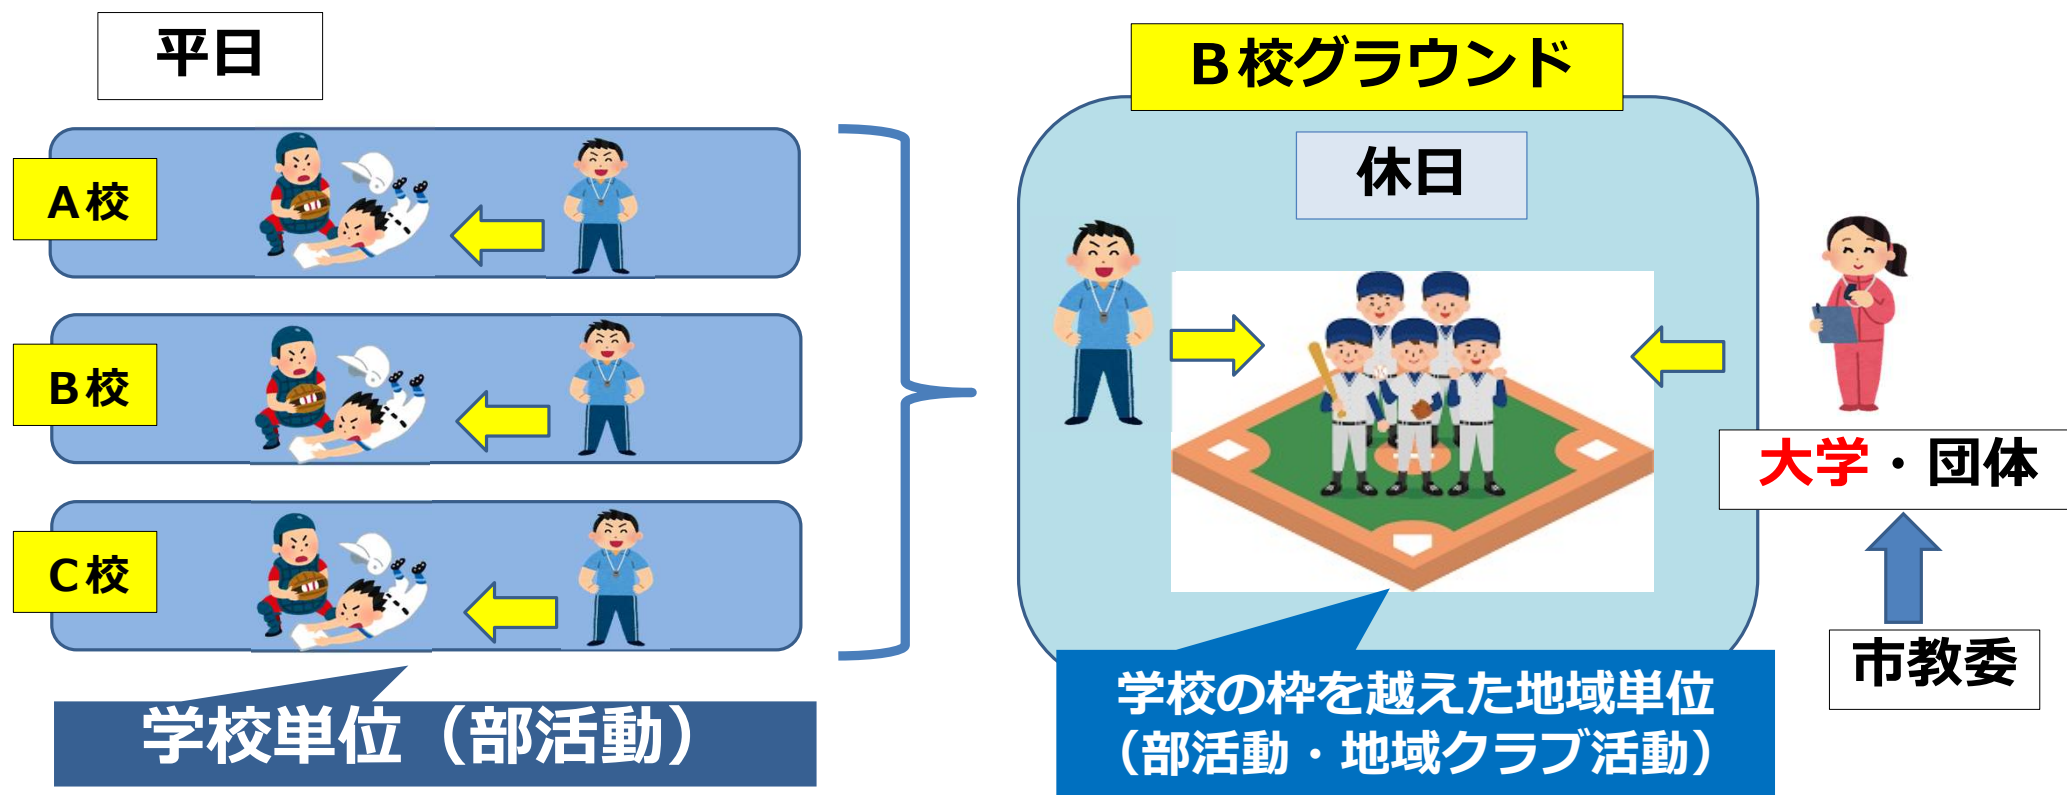 平日
A校
B校
C校
学校単位（部活動）
B校グラウンド
休日
大学・団体
市教委
学校の枠を越えた地域単位
（部活動・地域クラブ活動）